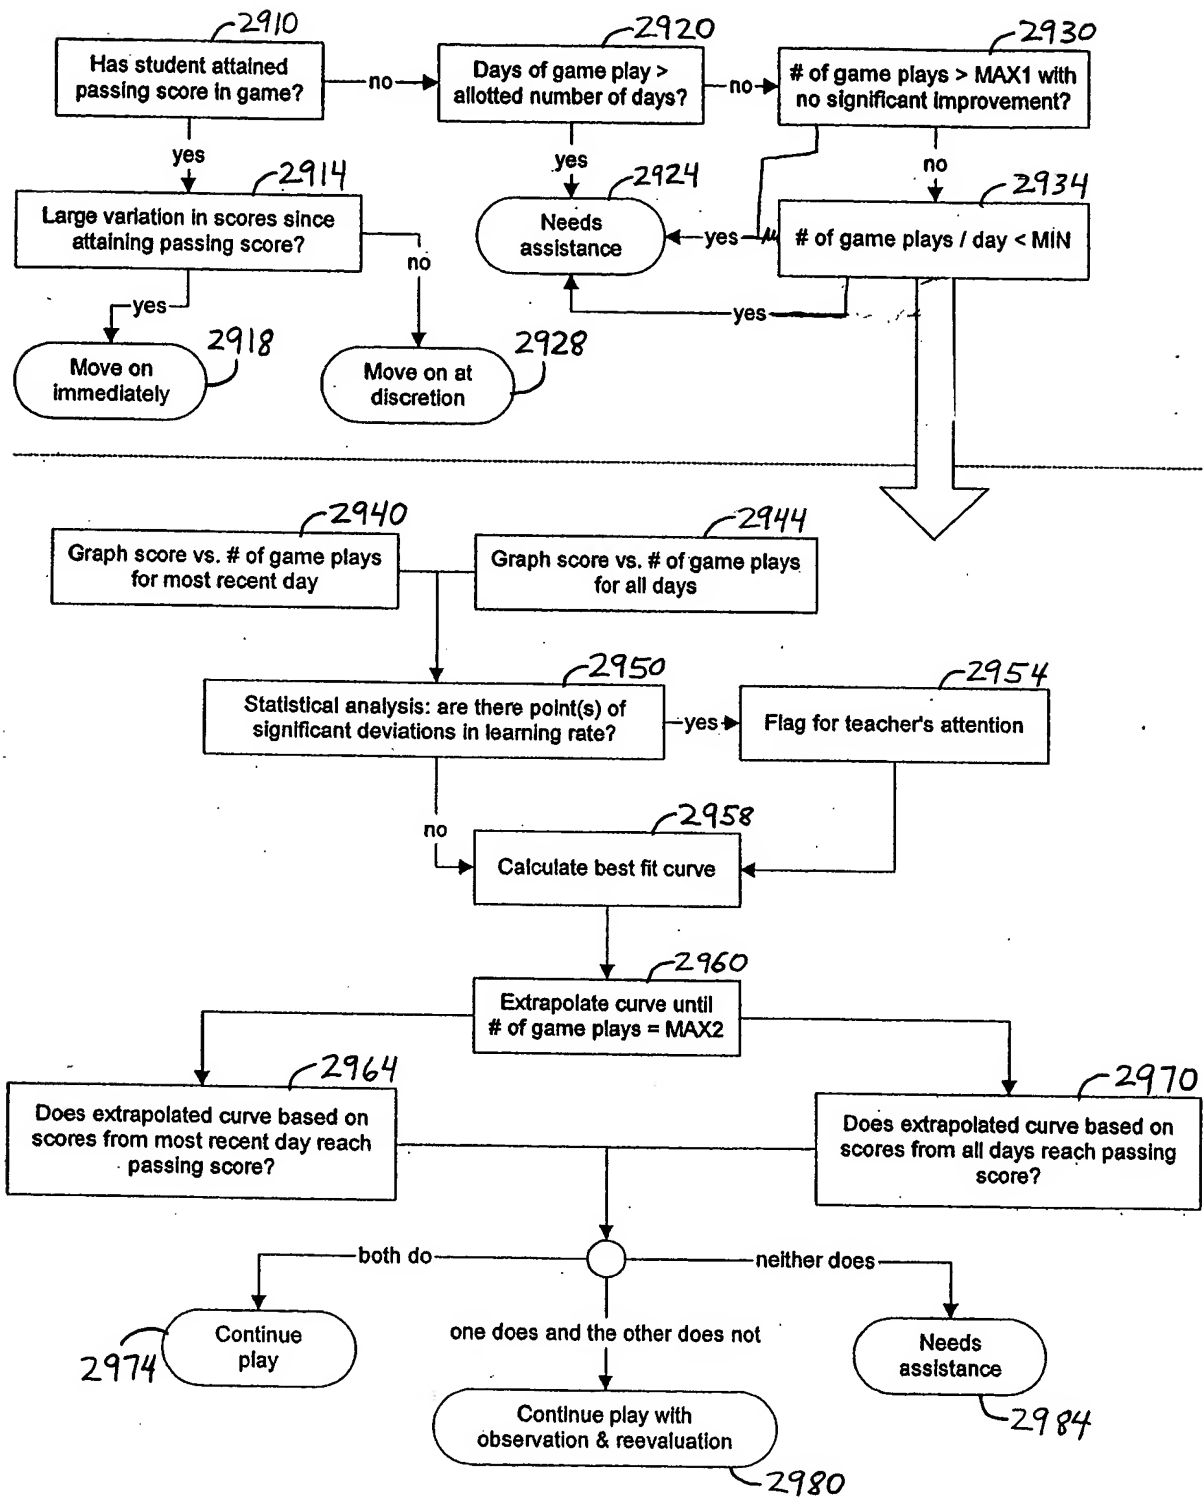 2910
Has student attained
passing score in game?
no
2920
Days of game play >
allotted number of days?
no
2930
# of game plays > MAX1 with
no significant improvement?
yes
yes
no
2914
Large variation in scores since
attaining passing score?
2924
Needs
assistance
yes
2934
# of game plays / day < MIN
no
yes
yes
2918
Move on
immediately
2928
Move on at
discretion
2940
Graph score vs. # of game plays
for most recent day
2944
Graph score vs. # of game plays
for all days
2950
Statistical analysis: are there point(s) of
significant deviations in learning rate?
yes
2954
Flag for teacher's attention
no
2958
Calculate best fit curve
2960
Extrapolate curve until
# of game plays = MAX2
2964
Does extrapolated curve based on
scores from most recent day reach
passing score?
2970
Does extrapolated curve based on
scores from all days reach passing
score?
both do
neither does
one does and the other does not
2974
Continue
play
Needs
assistance
2984
Continue play with
observation & reevaluation
2980